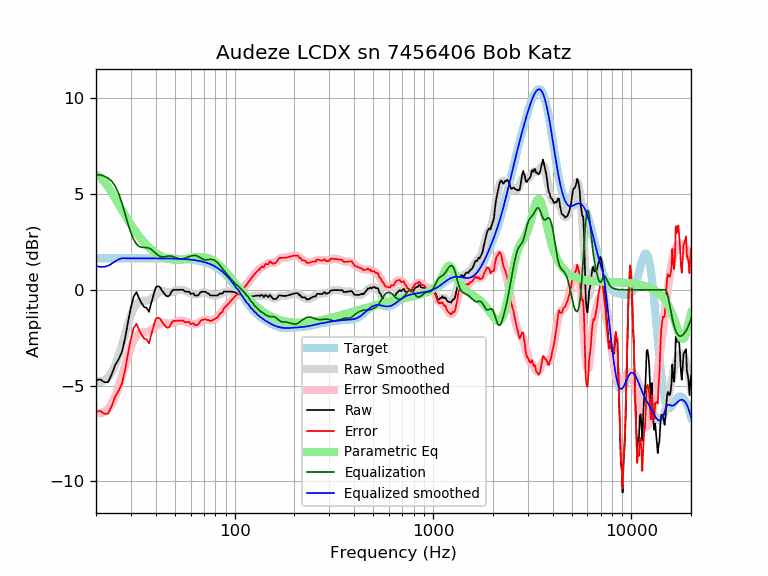 Audeze LCDX sn 7456406 Bob Katz
Amplitude (dBr)
10
5
0
−5
−10
Target
Raw Smoothed
Error Smoothed
Raw
Error
Parametric Eq
Equalization
Equalized smoothed
100 1000 10000
Frequency (Hz)